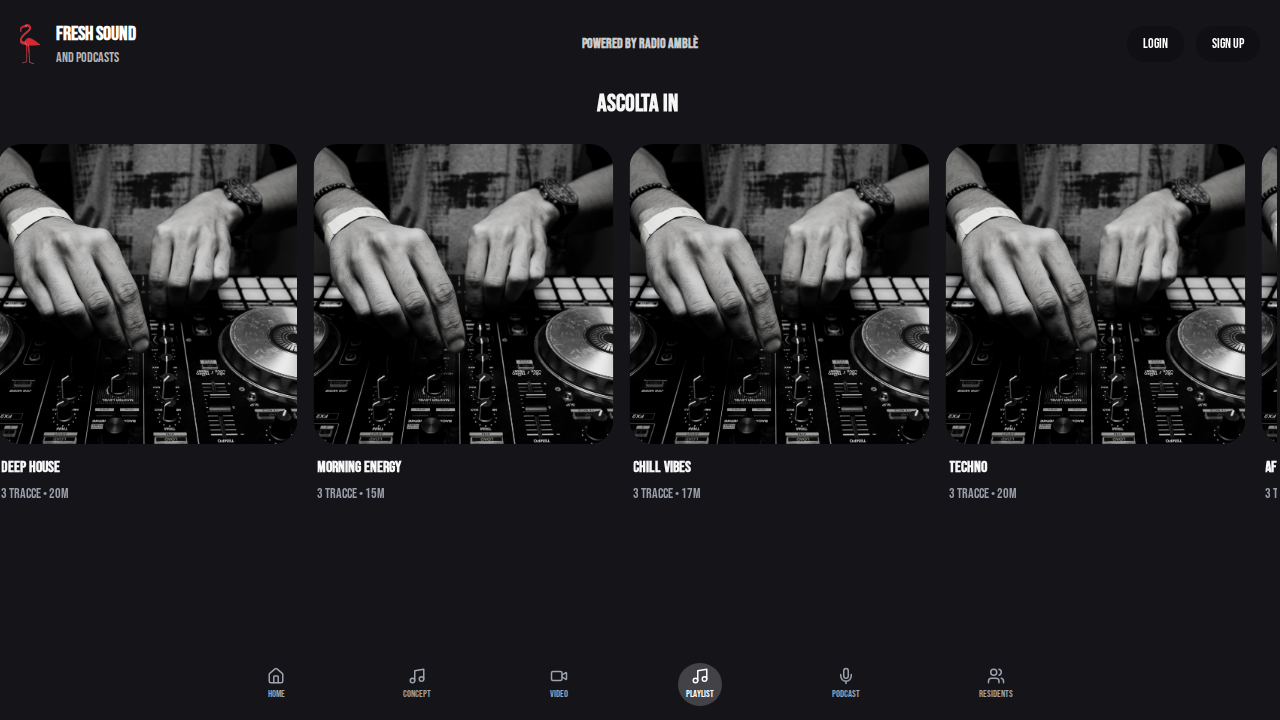 FRESH SOUND
AND PODCASTS
POWERED BY RADIO AMBLÈ
LOGIN
SIGN UP
ASCOLTA IN
DEEP HOUSE
3 TRACCE • 20M
MORNING ENERGY
3 TRACCE • 15M
CHILL VIBES
3 TRACCE • 17M
TECHNO
3 TRACCE • 20M
AF
3 T
HOME
CONCEPT
VIDEO
PLAYLIST
PODCAST
RESIDENTS